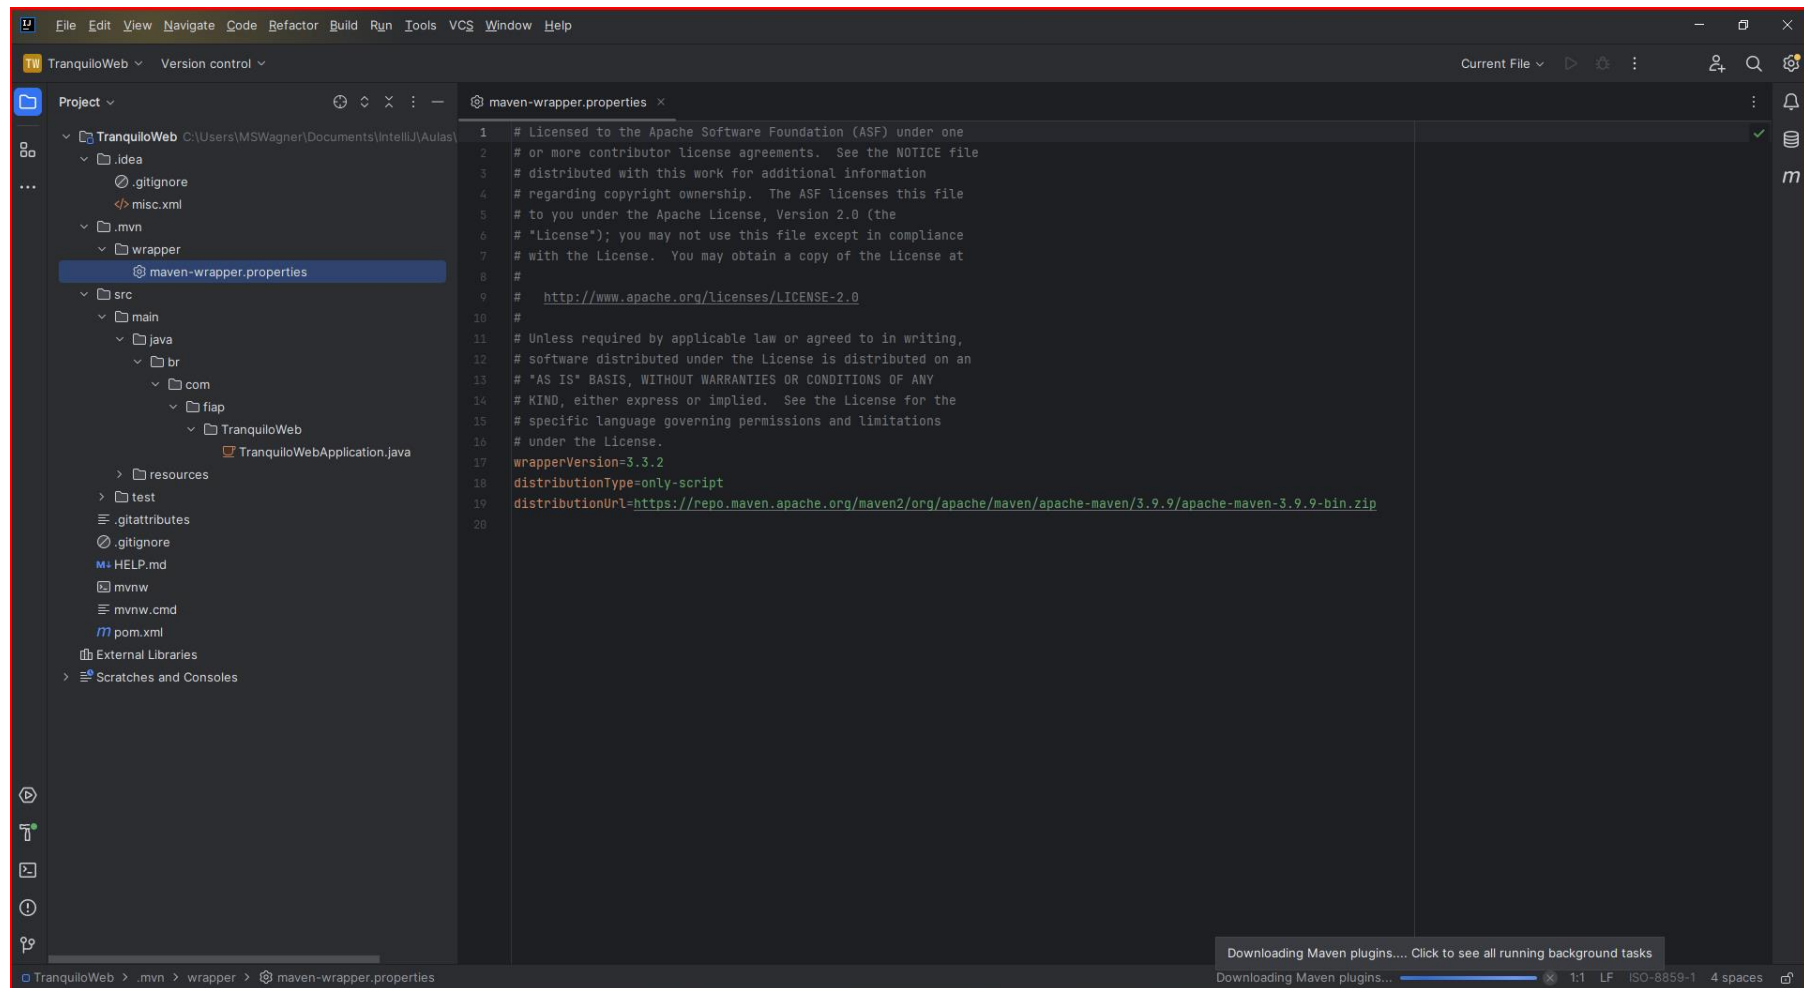 File Edit View Navigate Code Refactor Build Run Tools VCS Window Help
TW TranquiloWeb Version control Current File
Project
maven-wrapper.properties
TranquiloWeb C:\Users\MSWagner\Documents\IntelliJ\Aulas\
.idea
.gitignore
misc.xml
.mvn
wrapper
maven-wrapper.properties
src
main
java
br
com
fiap
TranquiloWeb
TranquiloWebApplication.java
resources
test
.gitattributes
.gitignore
HELP.md
mvnw
mvnw.cmd
pom.xml
External Libraries
Scratches and Consoles
1 # Licensed to the Apache Software Foundation (ASF) under one
2 # or more contributor license agreements.  See the NOTICE file
3 # distributed with this work for additional information
4 # regarding copyright ownership.  The ASF licenses this file
5 # to you under the Apache License, Version 2.0 (the
6 # "License"); you may not use this file except in compliance
7 # with the License.  You may obtain a copy of the License at
8 #
9 #   http://www.apache.org/licenses/LICENSE-2.0
10 #
11 # Unless required by applicable law or agreed to in writing,
12 # software distributed under the License is distributed on an
13 # "AS IS" BASIS, WITHOUT WARRANTIES OR CONDITIONS OF ANY
14 # KIND, either express or implied.  See the License for the
15 # specific language governing permissions and limitations
16 # under the License.
17 wrapperVersion=3.3.2
18 distributionType=only-script
19 distributionUrl=https://repo.maven.apache.org/maven2/org/apache/maven/apache-maven/3.9.9/apache-maven-3.9.9-bin.zip
20
Downloading Maven plugins.... Click to see all running background tasks
TranquiloWeb > .mvn > wrapper > maven-wrapper.properties
Downloading Maven plugins... 1:1 LF ISO-8859-1 4 spaces